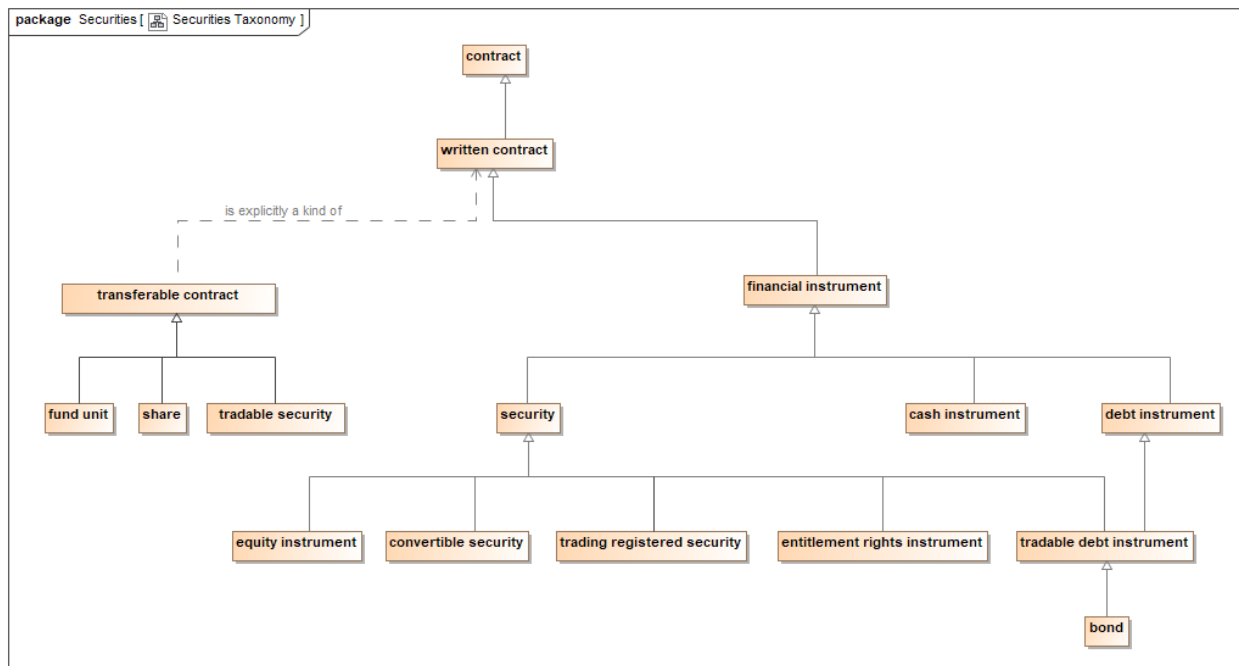 package Securities [ Securities Taxonomy ]
contract
written contract
is explicitly a kind of
transferable contract
financial instrument
fund unit
share
tradable security
security
cash instrument
debt instrument
equity instrument
convertible security
trading registered security
entitlement rights instrument
tradable debt instrument
bond